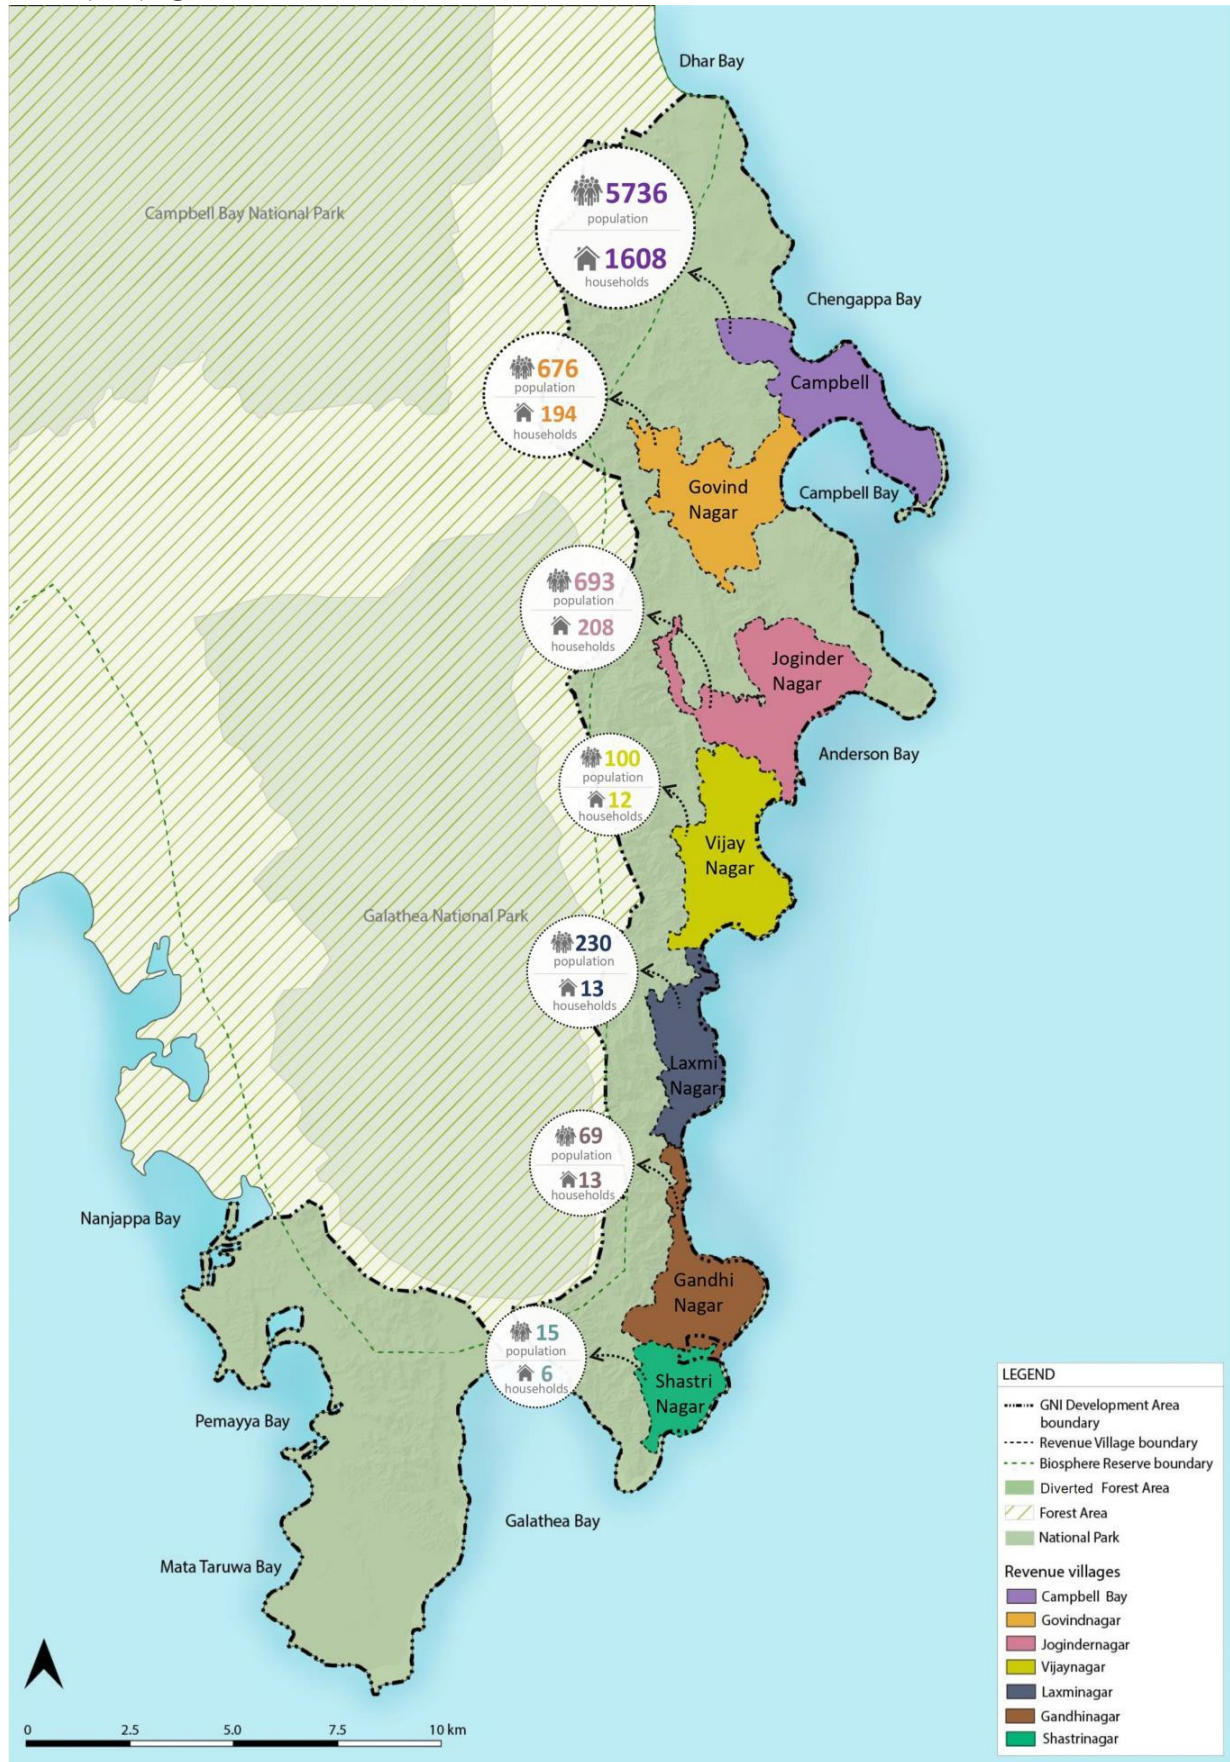 Dhar Bay
5736
population
1608
households
Campbell Bay National Park
Chengappa Bay
676
population
194
households
Campbell
Govind
Nagar
Campbell Bay
693
population
208
households
Joginder
Nagar
Anderson Bay
100
population
12
households
Vijay
Nagar
Galathea National Park
230
population
13
households
Laxmi
Nagar
69
population
13
households
Nanjappa Bay
Gandhi
Nagar
15
population
6
households
Shastri
Nagar
Pemayya Bay
Galathea Bay
Mata Taruwa Bay
LEGEND
GNI Development Area
boundary
Revenue Village boundary
Biosphere Reserve boundary
Diverted Forest Area
Forest Area
National Park
Revenue villages
Campbell Bay
Govindnagar
Jogindernagar
Vijaynagar
Laxminagar
Gandhinagar
Shastrinagar
0 2.5 5.0 7.5 10 km